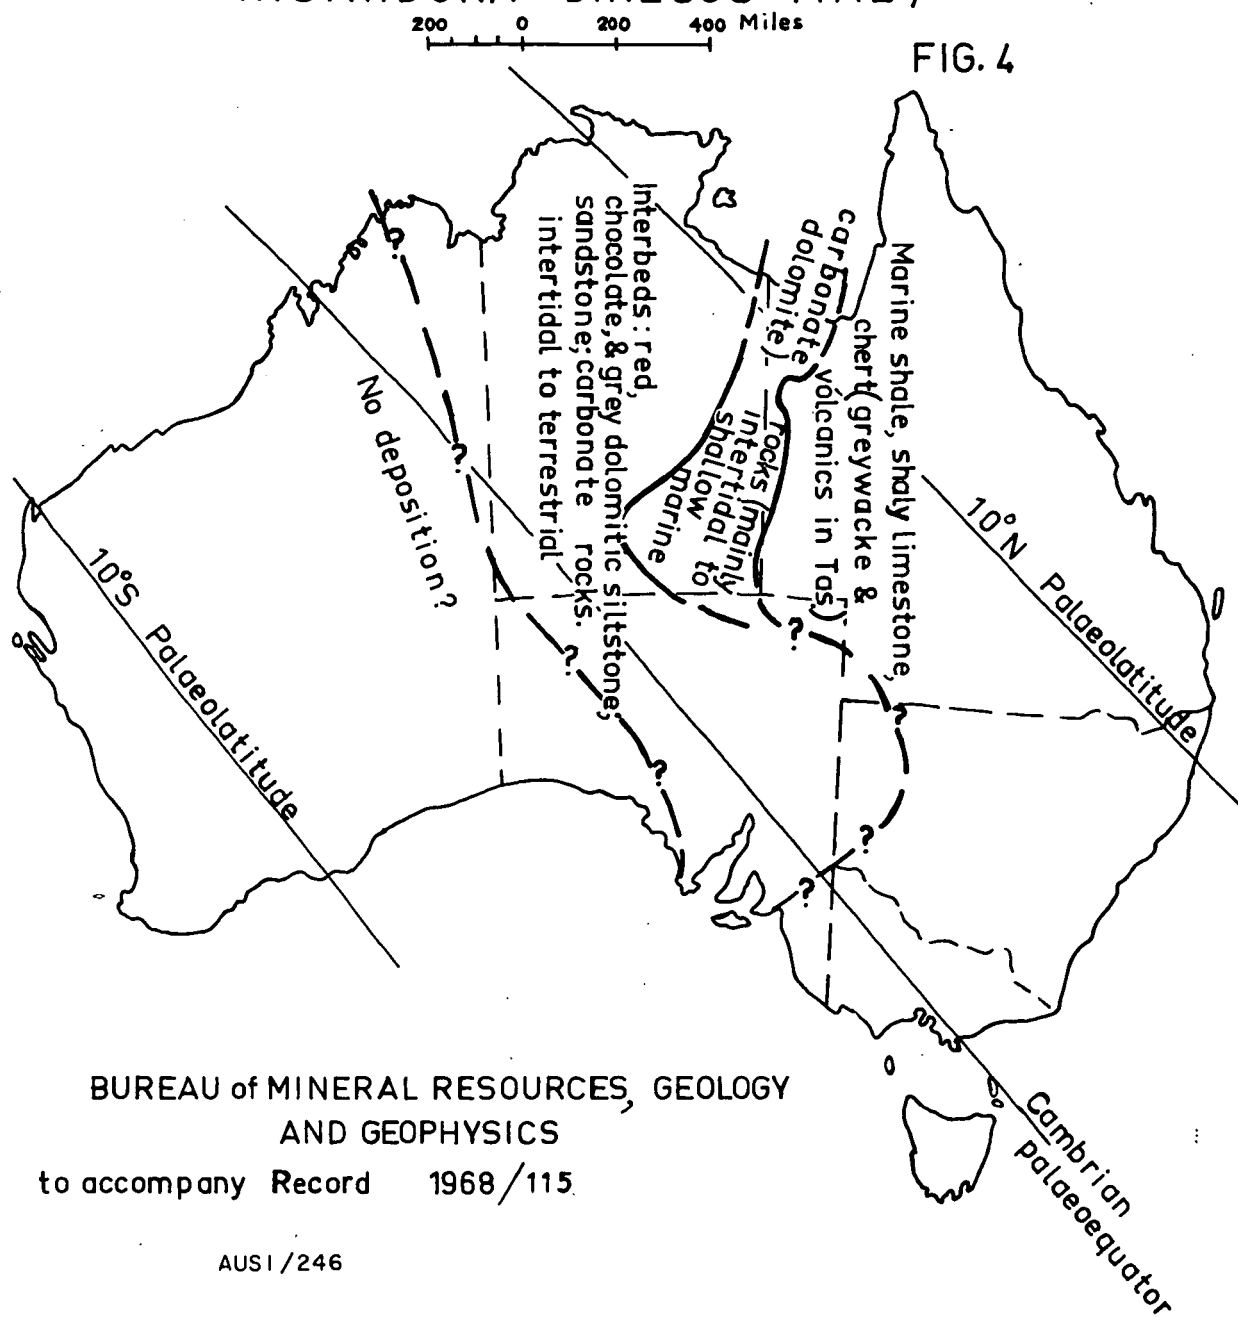 200 0 200 400 Miles
FIG. 4
Interbeds: red,
chocolate, & grey dolomitic siltstone;
sandstone; carbonate rocks.
intertidal to terrestrial
carbonate
dolomite)
rocks (mainly
intertidal to
shallow
marine
Marine shale, shaly limestone,
chert (greywacke &
volcanics in Tas)
No deposition?
?
?
?
?
?
?
?
?
?
10°S Palaeolatitude
10°N Palaeolatitude
Cambrian
palaeoequator
BUREAU of MINERAL RESOURCES, GEOLOGY
AND GEOPHYSICS
to accompany Record 1968/115
AUS1/246